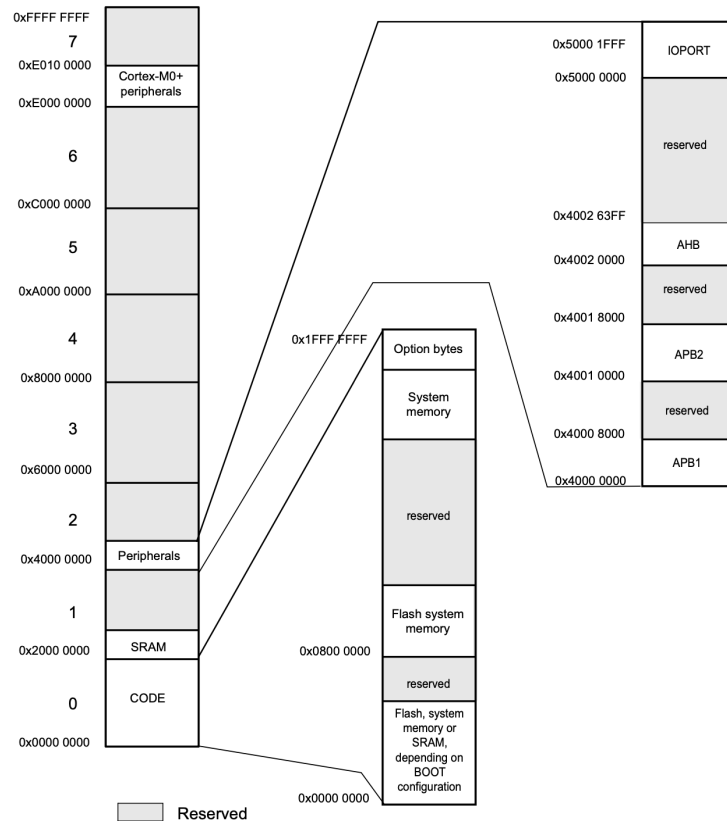 0xFFFF FFFF
7
0xE010 0000
Cortex-M0+
peripherals
0xE000 0000
6
0xC000 0000
5
0xA000 0000
4
0x8000 0000
3
0x6000 0000
2
Peripherals
0x4000 0000
1
SRAM
0x2000 0000
CODE
0
0x0000 0000
Reserved
0x1FFF FFFF
Option bytes
System
memory
reserved
Flash system
memory
0x0800 0000
reserved
Flash, system
memory or
SRAM,
depending on
BOOT
configuration
0x0000 0000
0x5000 1FFF
IOPORT
0x5000 0000
reserved
0x4002 63FF
AHB
0x4002 0000
reserved
0x4001 8000
APB2
0x4001 0000
reserved
0x4000 8000
APB1
0x4000 0000